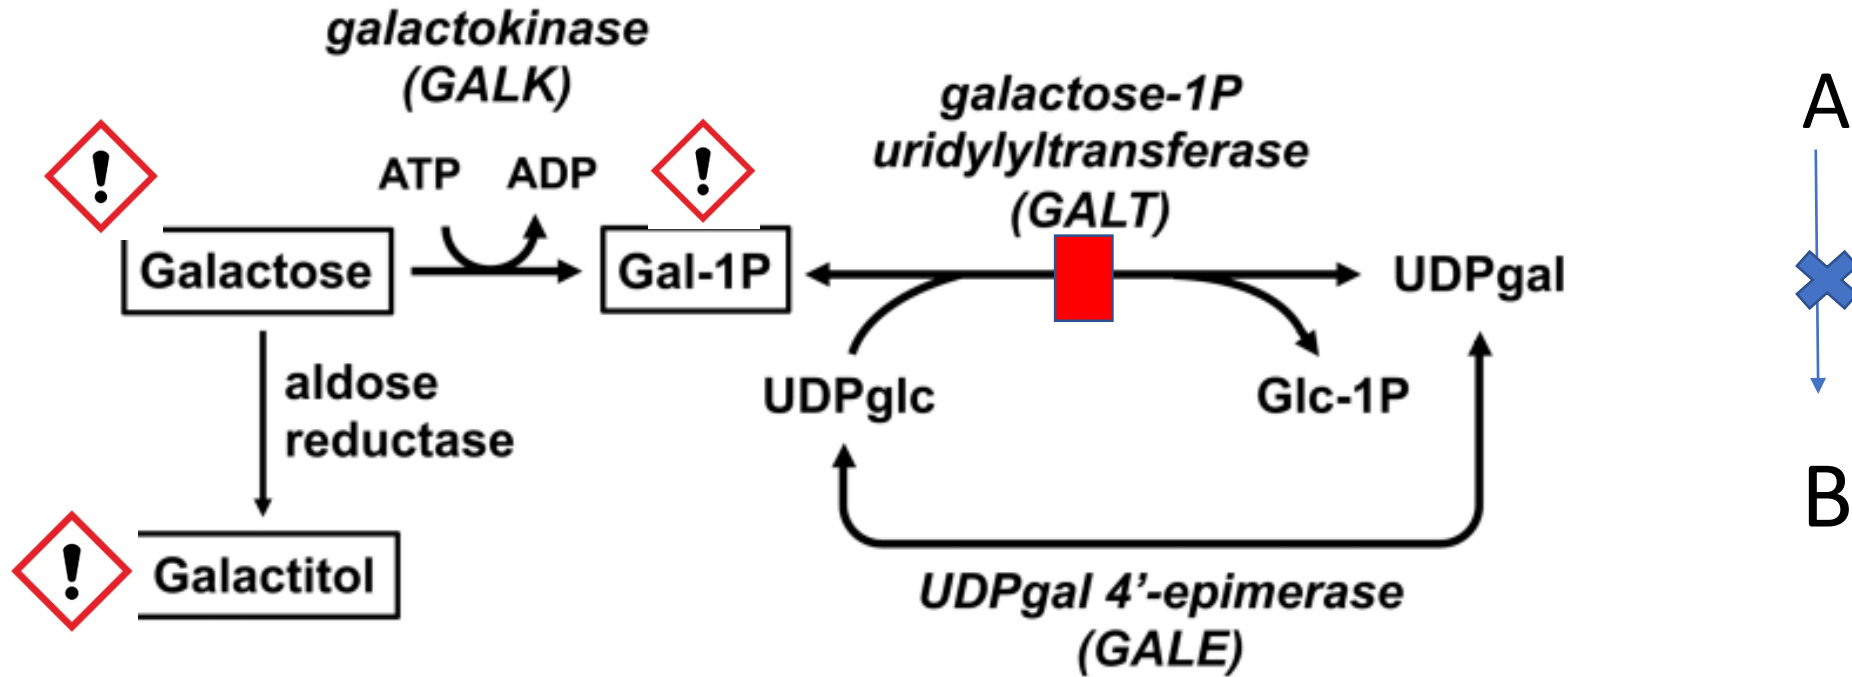 galactokinase
(GALK)
galactose-1P
uridylyltransferase
(GALT)
ATP ADP
!
!
Galactose
Gal-1P
UDPgal
aldose
reductase
UDPglc
Glc-1P
!
Galactitol
UDPgal 4’-epimerase
(GALE)
A
B